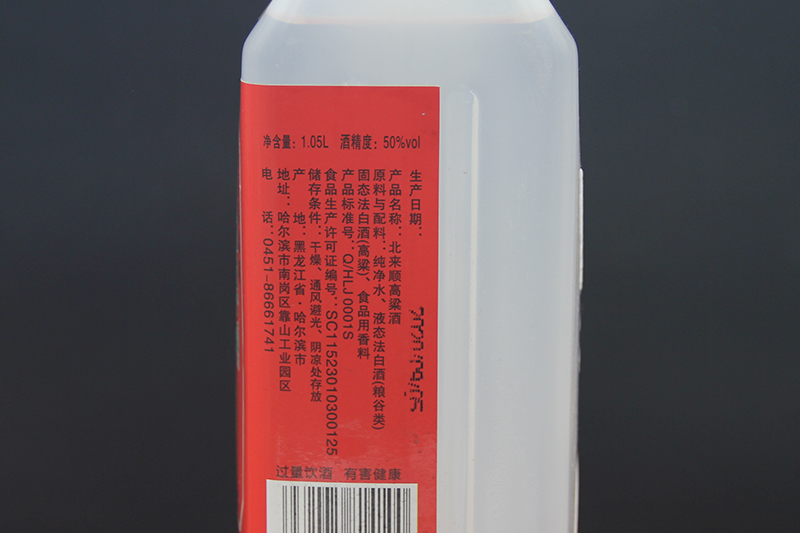 净含量：1.05L 酒精度：50%vol
生产日期：
产品名称：北来顺高粱酒
原料与配料：纯净水、液态法白酒(粮谷类)
固态法白酒(高粱)、食品用香料
产品标准号：Q/HLJ 0001S
食品生产许可证编号：SC11523010300125
储存条件：干燥、通风避光、阴凉处存放
产 地：黑龙江省·哈尔滨市
地址：哈尔滨市南岗区靠山工业园区
电 话：0451-86661741
过量饮酒 有害健康